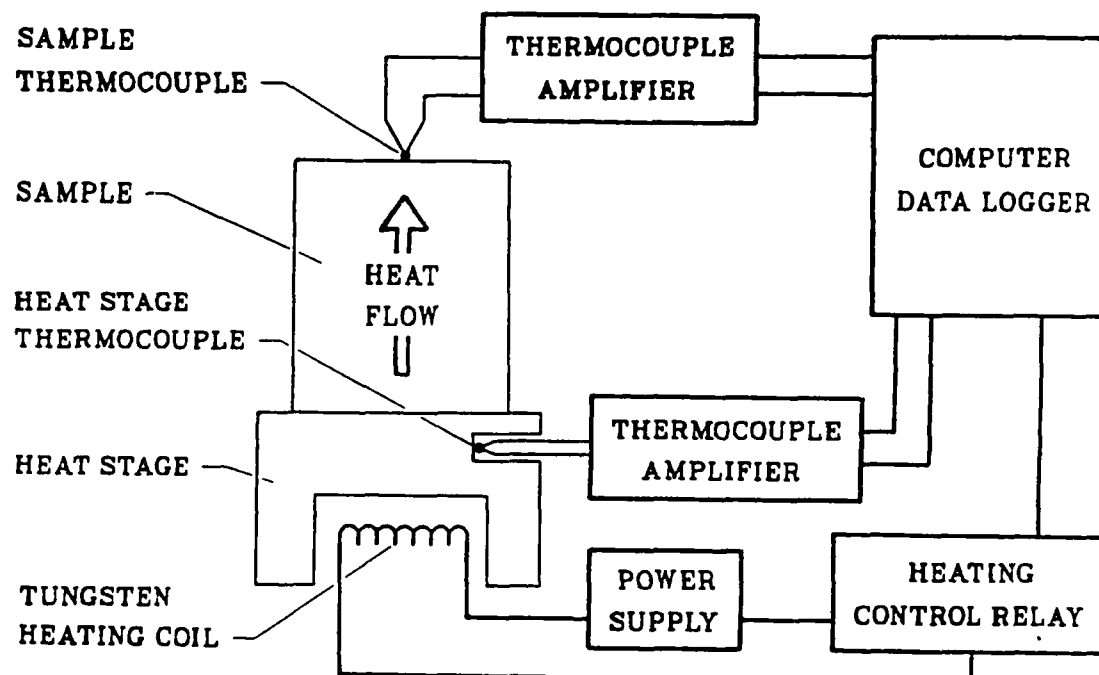 SAMPLE
THERMOCOUPLE
THERMOCOUPLE
AMPLIFIER
COMPUTER
DATA LOGGER
SAMPLE
HEAT
FLOW
HEAT STAGE
THERMOCOUPLE
THERMOCOUPLE
AMPLIFIER
HEAT STAGE
POWER
SUPPLY
HEATING
CONTROL RELAY
TUNGSTEN
HEATING COIL